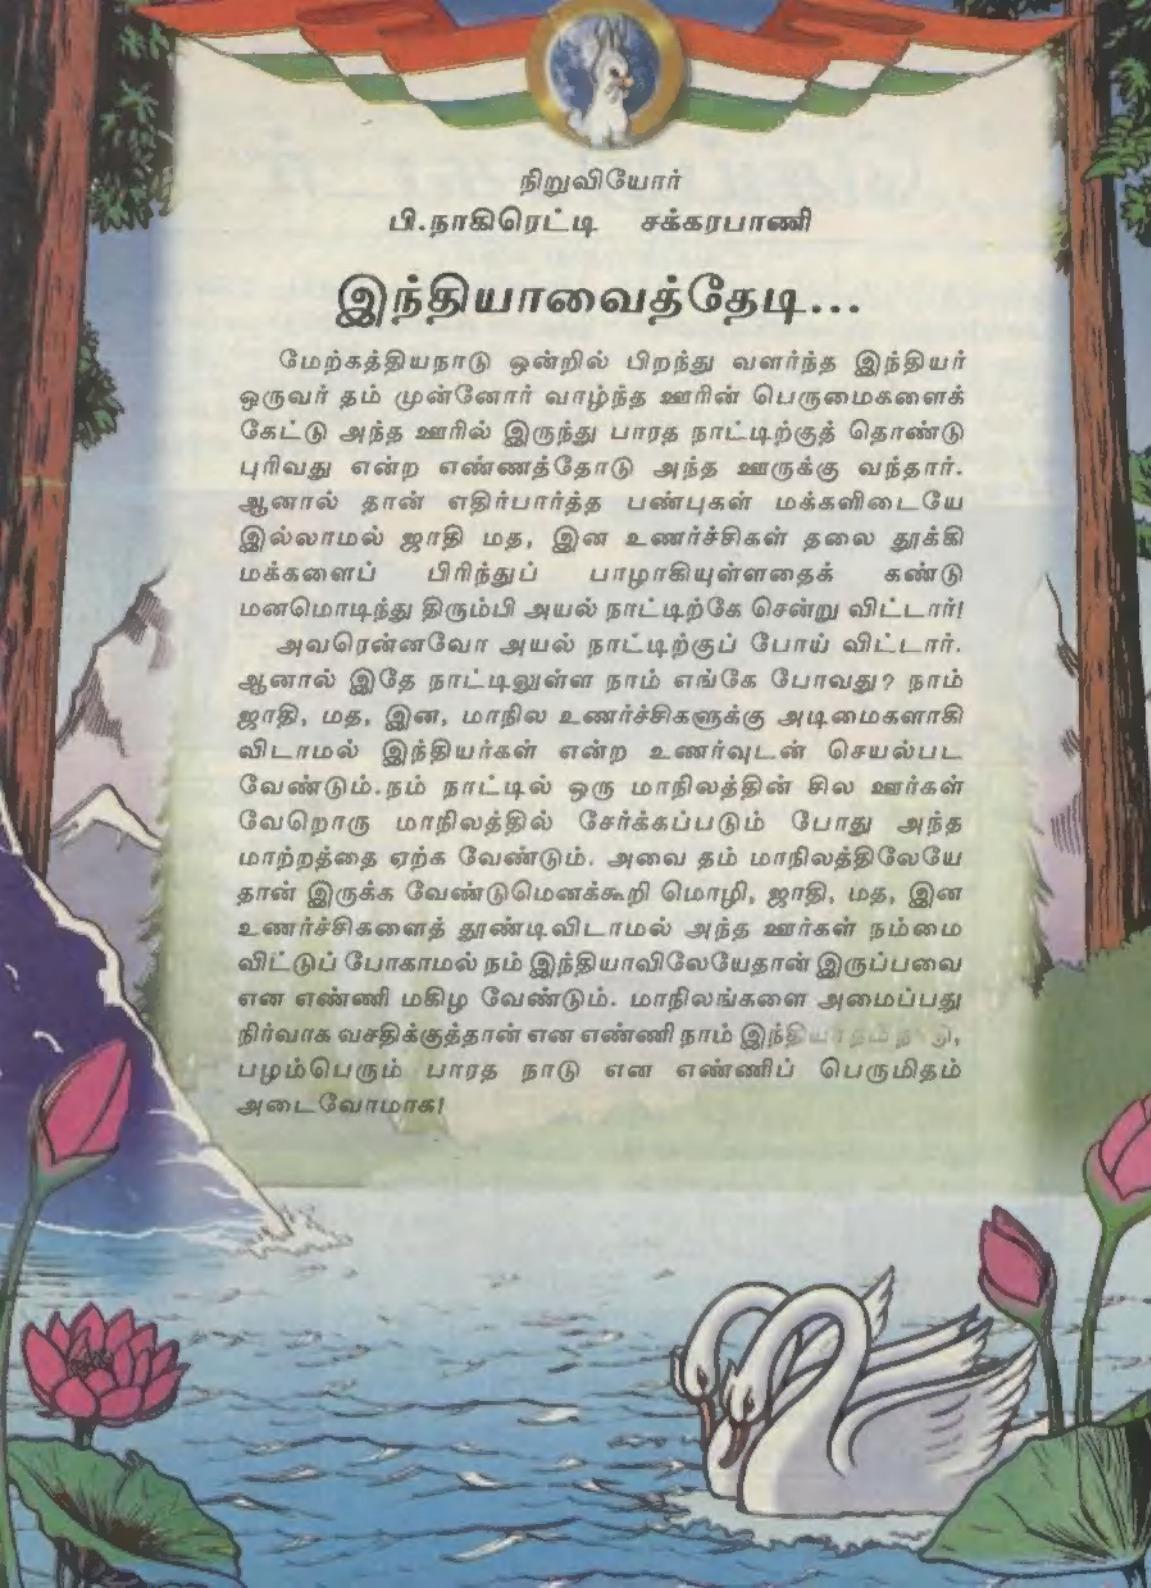 நிறுவியோர்
பி.நாகிரெட்டி சக்கரபாணி
இந்தியாவைத்தேடி...
மேற்கத்தியநாடு ஒன்றில் பிறந்து வளர்ந்த இந்தியர்
ஒருவர் தம் முன்னோர் வாழ்ந்த ஊரின் பெருமைகளைக்
கேட்டு அந்த ஊரில் இருந்து பாரத நாட்டிற்குத் தொண்டு
புரிவது என்ற எண்ணத்தோடு அந்த ஊருக்கு வந்தார்.
ஆனால் தான் எதிர்பார்த்த பண்புகள் மக்களிடையே
இல்லாமல் ஜாதி மத, இன உணர்ச்சிகள் தலை தூக்கி
மக்களைப் பிரிந்துப் பாழாகியுள்ளதைக் கண்டு
மனமொடிந்து திரும்பி அயல் நாட்டிற்கே சென்று விட்டார்!
அவரென்னவோ அயல் நாட்டிற்குப் போய் விட்டார்.
ஆனால் இதே நாட்டிலுள்ள நாம் எங்கே போவது? நாம்
ஜாதி, மத, இன, மாநில உணர்ச்சிகளுக்கு அடிமைகளாகி
விடாமல் இந்தியர்கள் என்ற உணர்வுடன் செயல்பட
வேண்டும்.நம் நாட்டில் ஒரு மாநிலத்தின் சில ஊர்கள்
வேறொரு மாநிலத்தில் சேர்க்கப்படும் போது அந்த
மாற்றத்தை ஏற்க வேண்டும். அவை தம் மாநிலத்திலேயே
தான் இருக்க வேண்டுமெனக்கூறி மொழி, ஜாதி, மத, இன
உணர்ச்சிகளைத் தூண்டிவிடாமல் அந்த ஊர்கள் நம்மை
விட்டுப் போகாமல் நம் இந்தியாவிலேயேதான் இருப்பவை
என எண்ணி மகிழ வேண்டும். மாநிலங்களை அமைப்பது
நிர்வாக வசதிக்குத்தான் என எண்ணி நாம்
பழம்பெரும் பாரத நாடு என எண்ணிப் பெருமிதம்
அடைவோமாக!